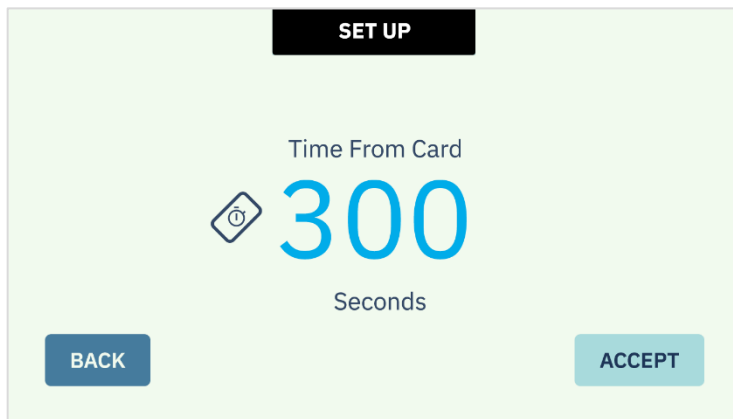 SET UP
Time From Card
300
Seconds
BACK
ACCEPT